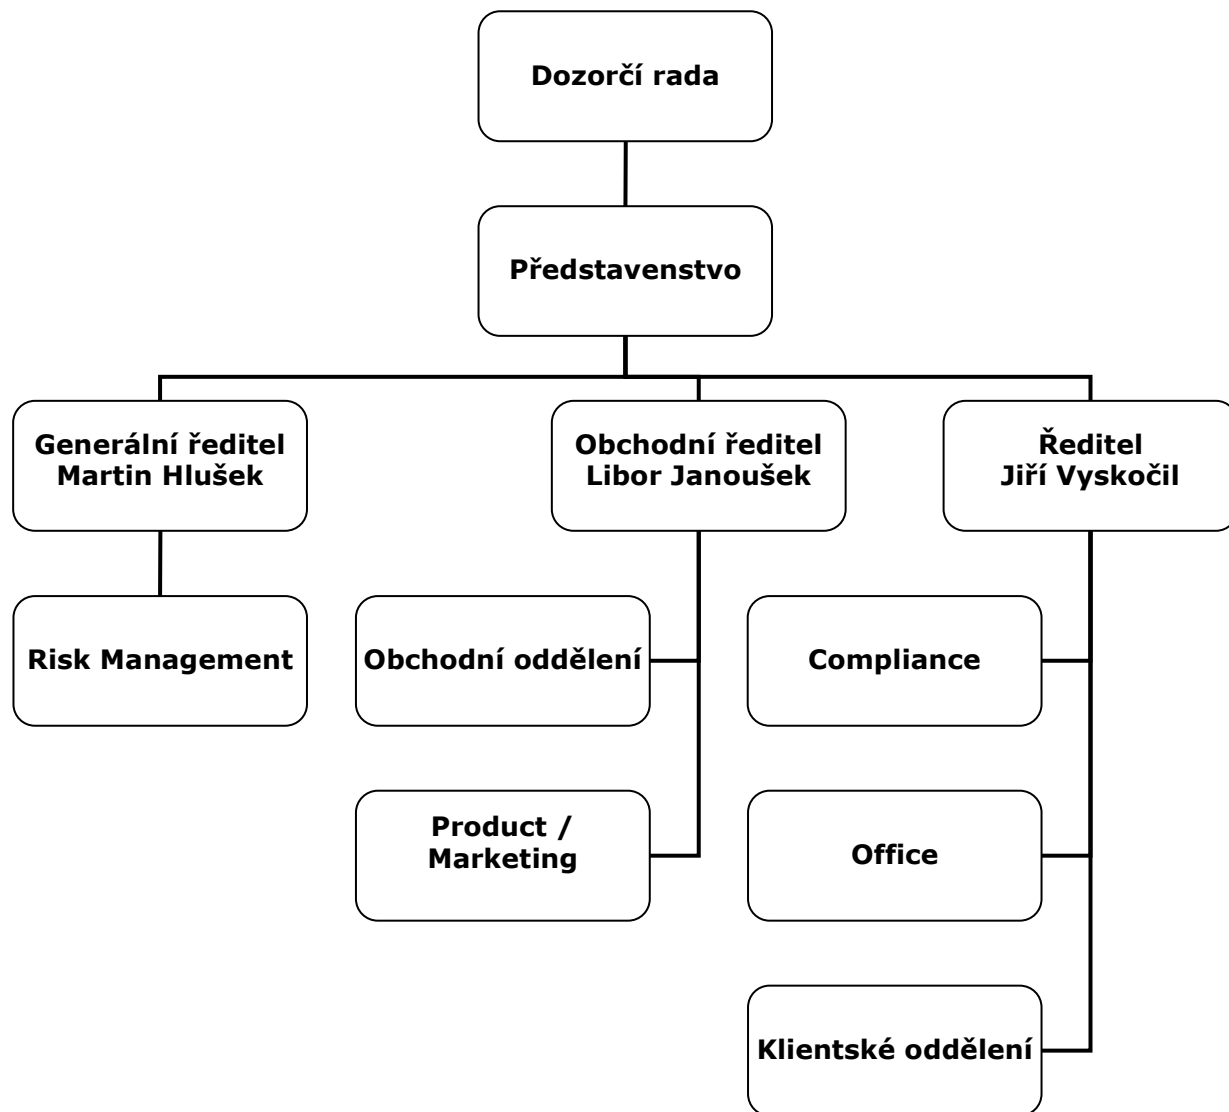 Dozorčí rada
Představenstvo
Generální ředitel
Martin Hlušek
Obchodní ředitel
Libor Janoušek
Ředitel
Jiří Vyskočil
Risk Management
Obchodní oddělení
Compliance
Product /
Marketing
Office
Klientské oddělení